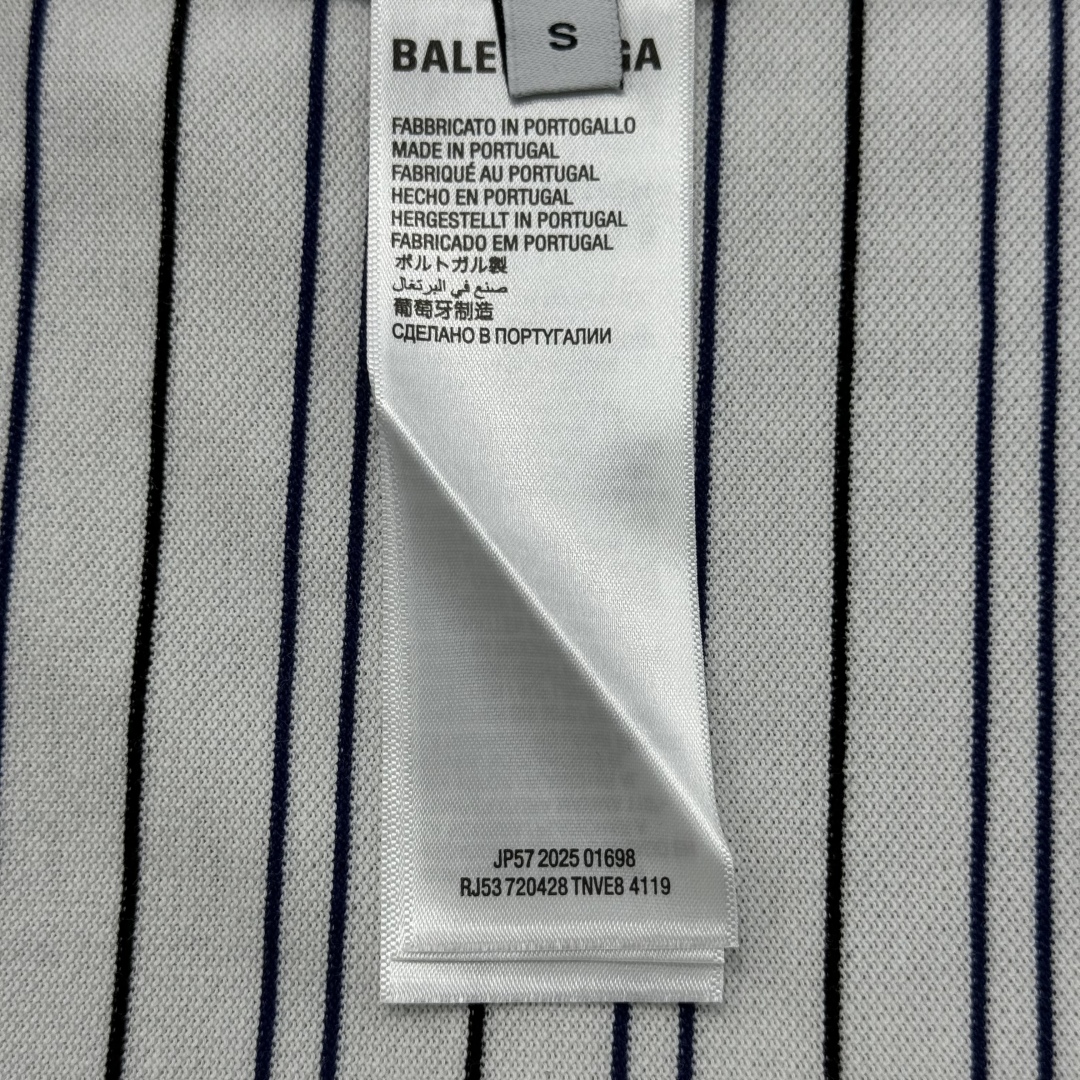 S
BALE GA
FABBRICATO IN PORTOGALLO
MADE IN PORTUGAL
FABRIQUÉ AU PORTUGAL
HECHO EN PORTUGAL
HERGESTELLT IN PORTUGAL
FABRICADO EM PORTUGAL
ポルトガル製
صنع في البرتغال
葡萄牙制造
СДЕЛАНО В ПОРТУГАЛИИ
JP57 2025 01698
RJ53 720428 TNVE8 4119